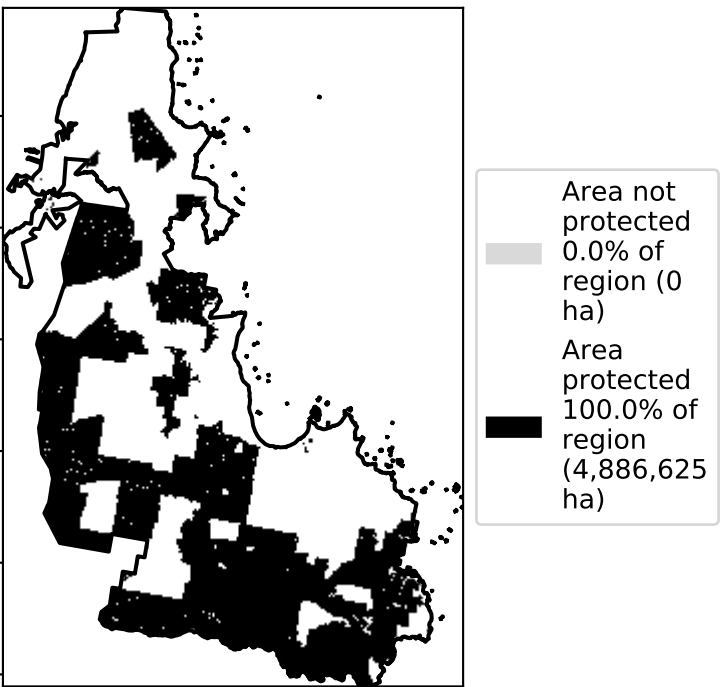 Area not
protected
0.0% of
region (0
ha)
Area
protected
100.0% of
region
(4,886,625
ha)